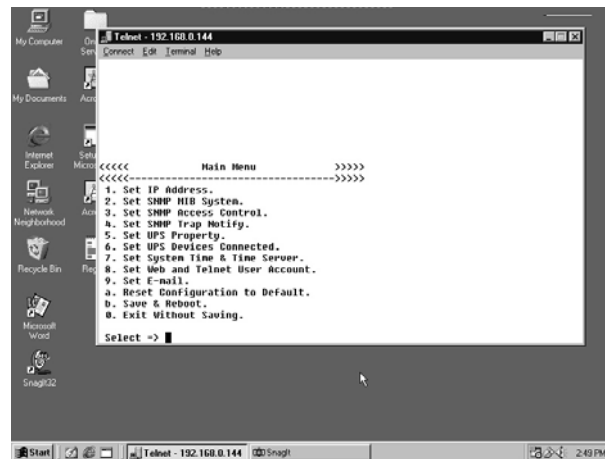 My Computer
My Documents
Internet
Explorer
Network
Neighborhood
Recycle Bin
Microsoft
Word
SnagIt32
Telnet - 192.168.0.144
Connect Edit Terminal Help
<<<<< Main Menu >>>>>
<<<<<------------------------------------>>>>>
1. Set IP Address.
2. Set SNMP MIB System.
3. Set SNMP Access Control.
4. Set SNMP Trap Notify.
5. Set UPS Property.
6. Set UPS Devices Connected.
7. Set System Time & Time Server.
8. Set Web and Telnet User Account.
9. Set E-mail.
a. Reset Configuration to Default.
b. Save & Reboot.
0. Exit Without Saving.
Select =>
Start
Telnet - 192.168.0.144
SnagIt
2:49 PM